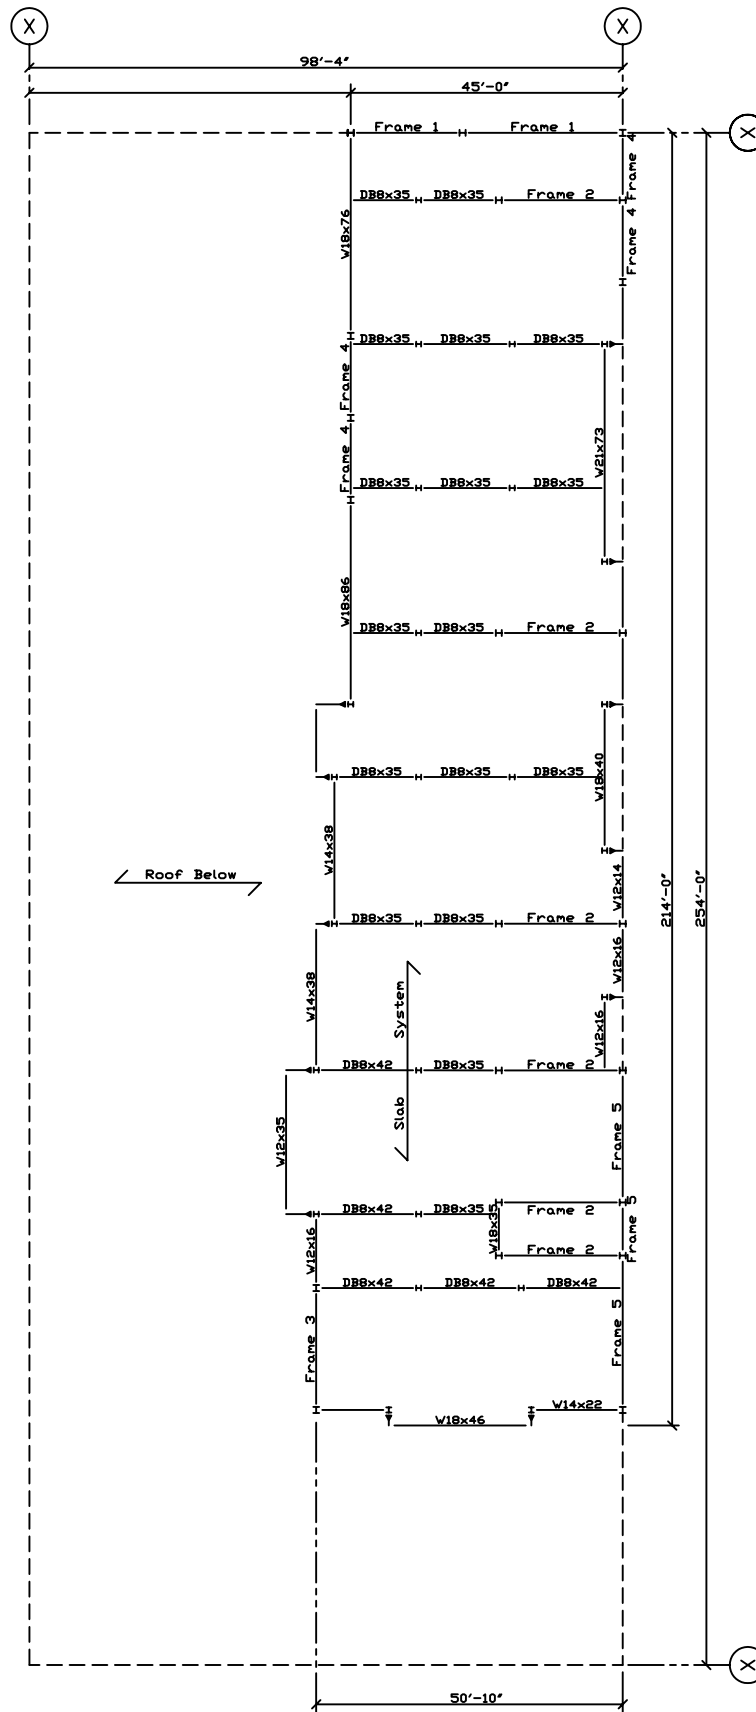 X X
98'-4"
45'-0"
Frame 1 Frame 1
X
Frame 4
DB8x35 DB8x35 Frame 2
W18x76
Frame 4
DB8x35 DB8x35 DB8x35
Frame 4
W21x73
Frame 4
DB8x35 DB8x35 DB8x35
W18x86
DB8x35 DB8x35 Frame 2
DB8x35 DB8x35 DB8x35
W18x40
W14x38
Roof Below
W12x14
214'-0"
254'-0"
DB8x35 DB8x35 Frame 2
W12x16
W14x38
Slab System
W12x16
DB8x42 DB8x35 Frame 2
W12x35
Frame 5
DB8x42 DB8x35 Frame 2
W18x35
Frame 5
W12x16
Frame 2
DB8x42 DB8x42 DB8x42
Frame 3
Frame 5
W14x22
W18x46
X
50'-10"